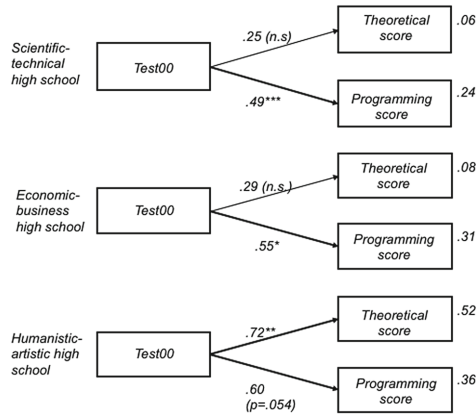 Scientific-
technical
high school
Test00
.25 (n.s)
.49***
Theoretical
score
.06
Programming
score
.24
Economic-
business
high school
Test00
.29 (n.s.)
.55*
Theoretical
score
.08
Programming
score
.31
Humanistic-
artistic high
school
Test00
.72**
.60
(p=.054)
Theoretical
score
.52
Programming
score
.36